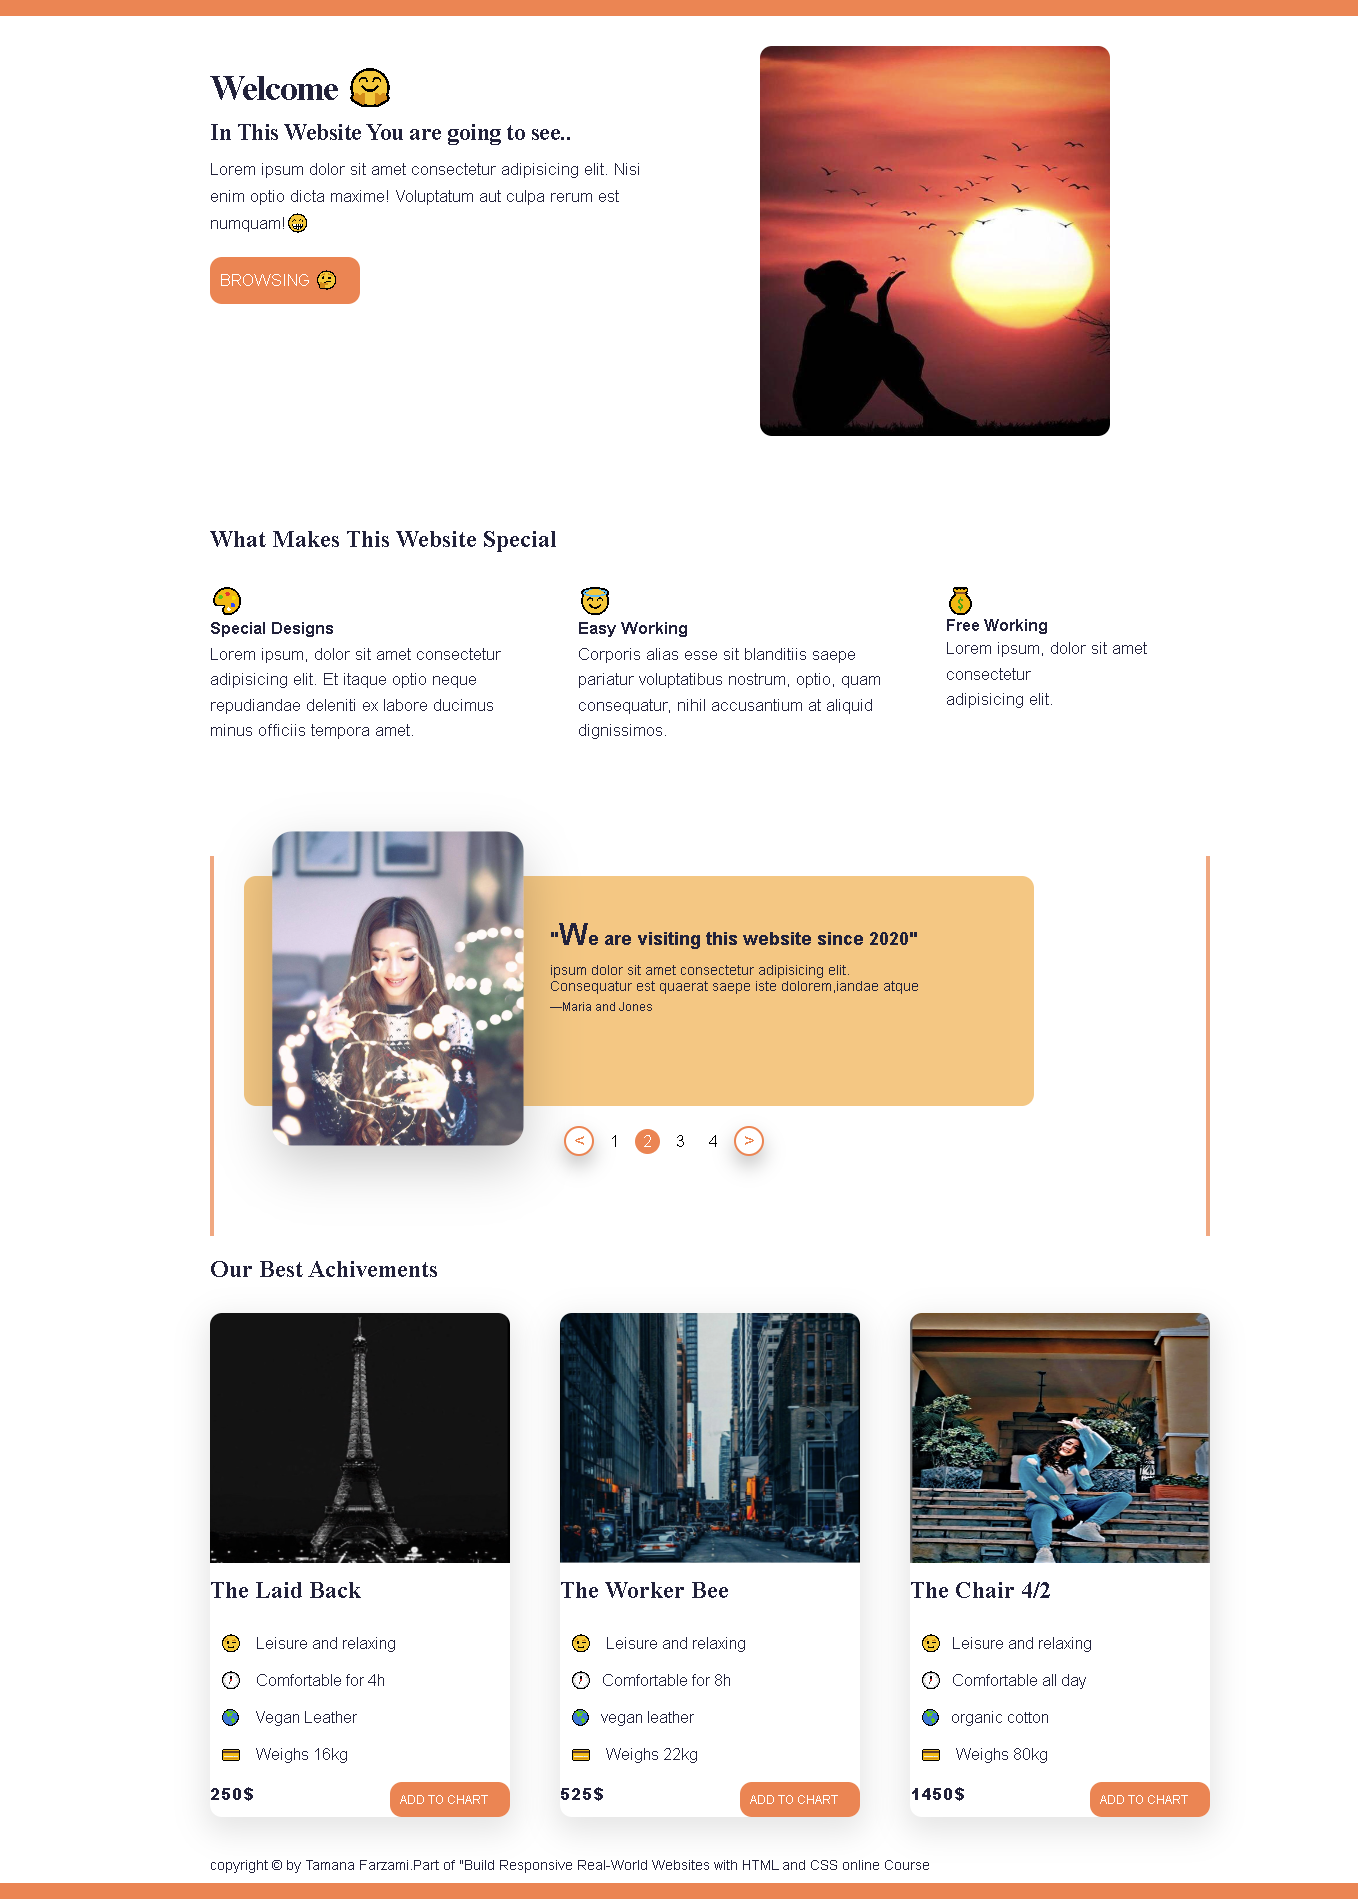 Welcome 🤗
In This Website You are going to see..
Lorem ipsum dolor sit amet consectetur adipisicing elit. Nisi
enim optio dicta maxime! Voluptatum aut culpa rerum est
numquam!😁
BROWSING 🤔
What Makes This Website Special
🎨
Special Designs
Lorem ipsum, dolor sit amet consectetur
adipisicing elit. Et itaque optio neque
repudiandae deleniti ex labore ducimus
minus officiis tempora amet.
😇
Easy Working
Corporis alias esse sit blanditiis saepe
pariatur voluptatibus nostrum, optio, quam
consequatur, nihil accusantium at aliquid
dignissimos.
💰
Free Working
Lorem ipsum, dolor sit amet
consectetur
adipisicing elit.
"We are visiting this website since 2020"
ipsum dolor sit amet consectetur adipisicing elit.
Consequatur est quaerat saepe iste dolorem,iandae atque
—Maria and Jones
< 1 2 3 4 >
Our Best Achivements
The Laid Back
😉 Leisure and relaxing
🕐 Comfortable for 4h
🌎 Vegan Leather
💳 Weighs 16kg
250$ ADD TO CHART
The Worker Bee
😉 Leisure and relaxing
🕐 Comfortable for 8h
🌎 vegan leather
💳 Weighs 22kg
525$ ADD TO CHART
The Chair 4/2
😉 Leisure and relaxing
🕐 Comfortable all day
🌎 organic cotton
💳 Weighs 80kg
1450$ ADD TO CHART
copyright © by Tamana Farzami.Part of "Build Responsive Real-World Websites with HTML and CSS online Course